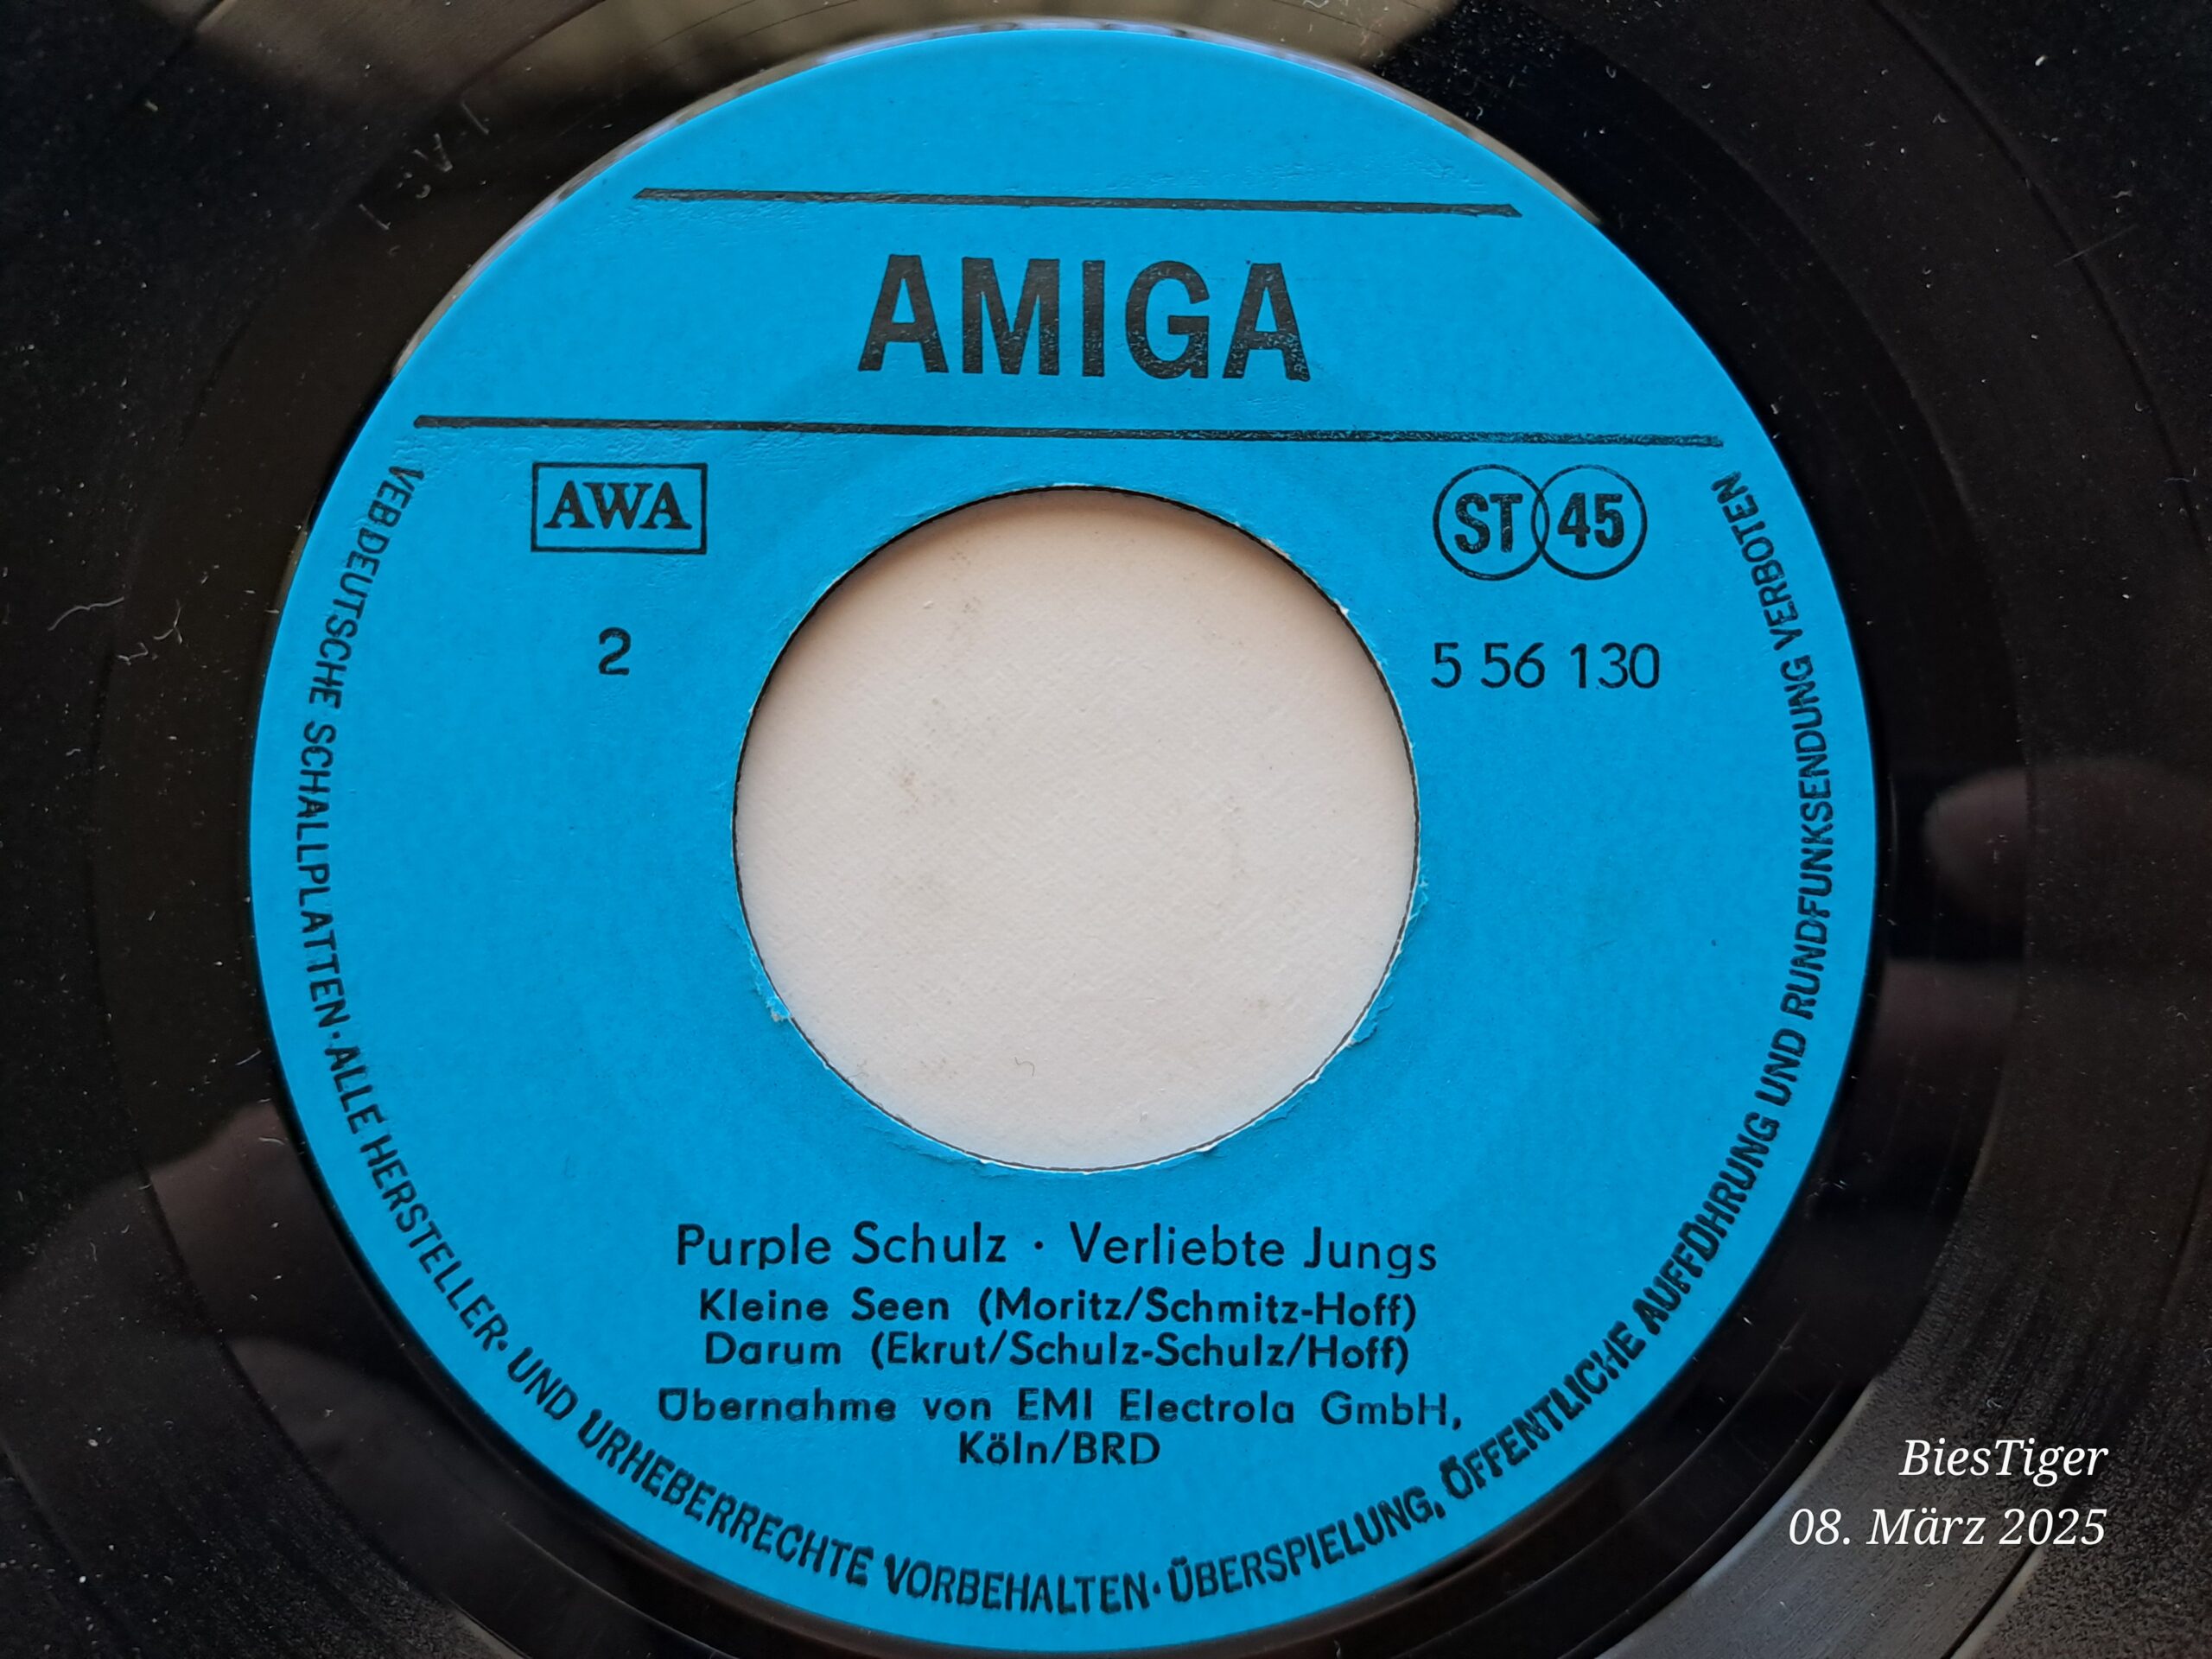 AMIGA
AWA
ST 45
2
5 56 130
Purple Schulz · Verliebte Jungs
Kleine Seen (Moritz/Schmitz-Hoff)
Darum (Ekrut/Schulz-Schulz/Hoff)
Übernahme von EMI Electrola GmbH,
Köln/BRD
VEB DEUTSCHE SCHALLPLATTEN · ALLE HERSTELLER- UND URHEBERRECHTE VORBEHALTEN · ÜBERSPIELUNG, ÖFFENTLICHE AUFFÜHRUNG UND RUNDFUNKSENDUNG VERBOTEN
BiesTiger
08. März 2025